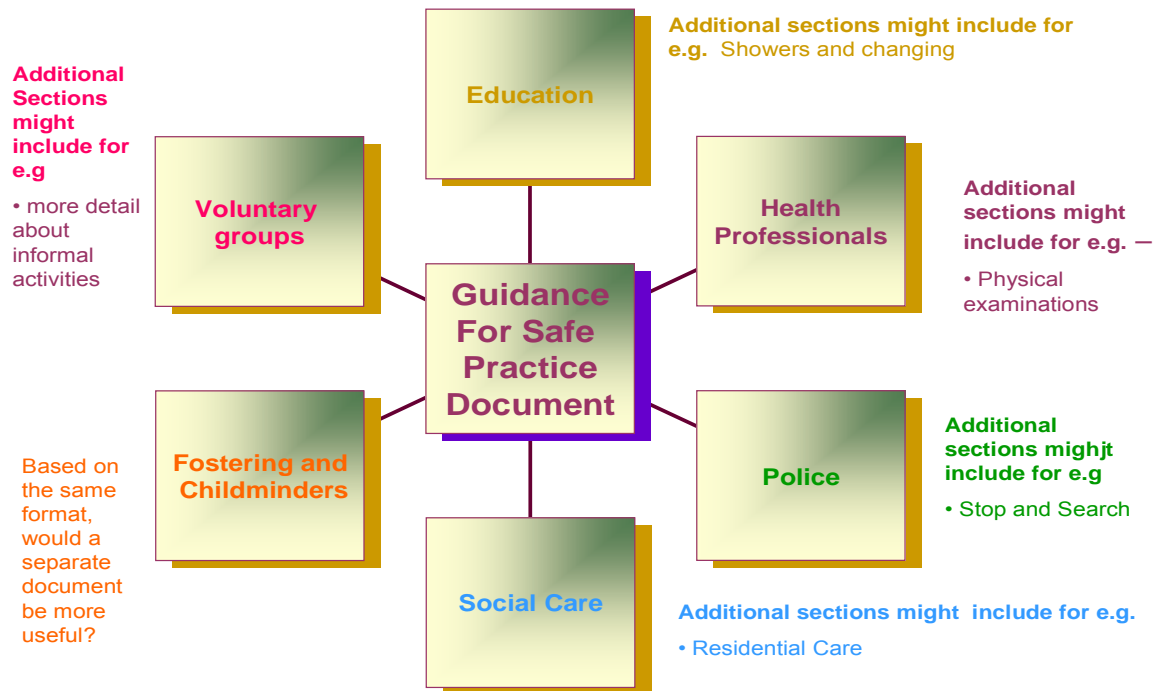 Additional sections might include for
e.g. Showers and changing
Education
Additional
Sections
might
include for
e.g
• more detail
about
informal
activities
Voluntary
groups
Health
Professionals
Additional
sections might
include for e.g. –
• Physical
examinations
Guidance
For Safe
Practice
Document
Fostering and
Childminders
Based on
the same
format,
would a
separate
document
be more
useful?
Police
Additional
sections mighjt
include for e.g
• Stop and Search
Social Care
Additional sections might include for e.g.
• Residential Care